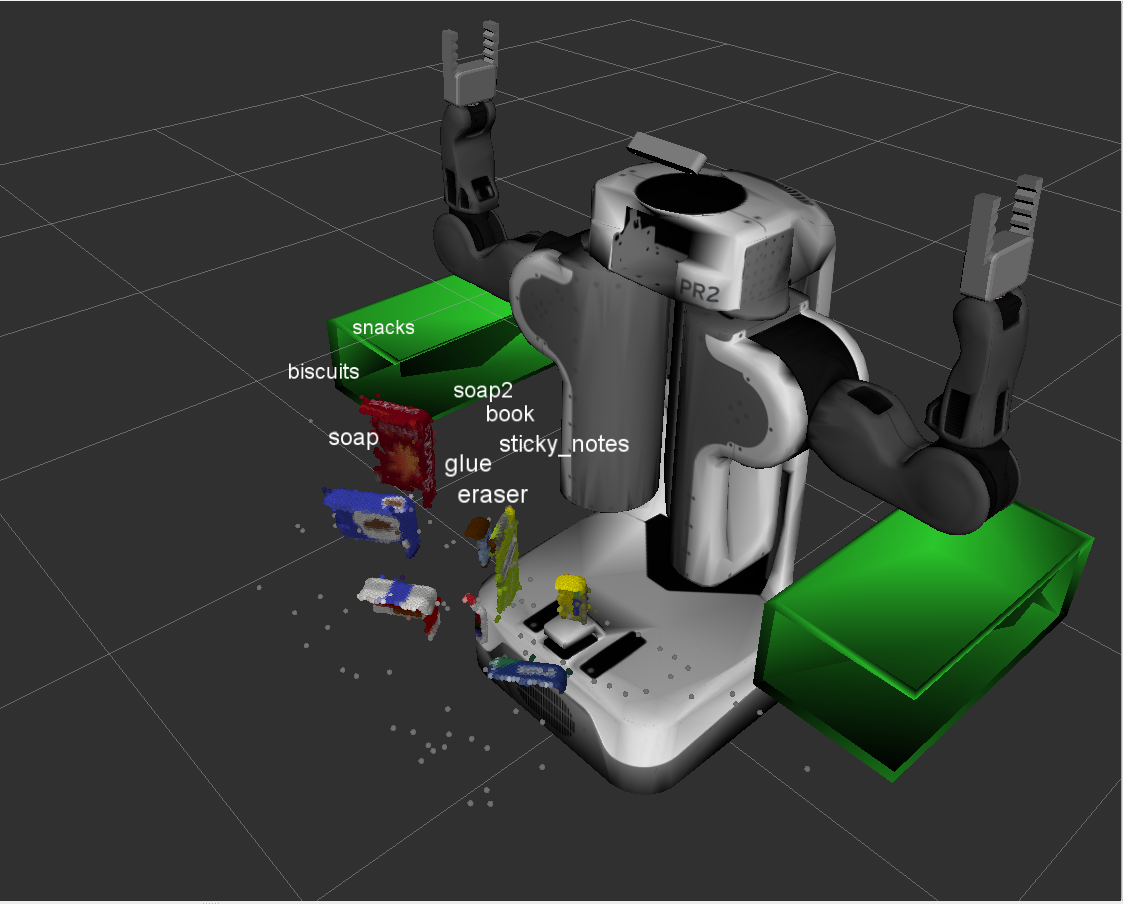 PR2
snacks
biscuits
soap2
book
soap
sticky_notes
glue
eraser